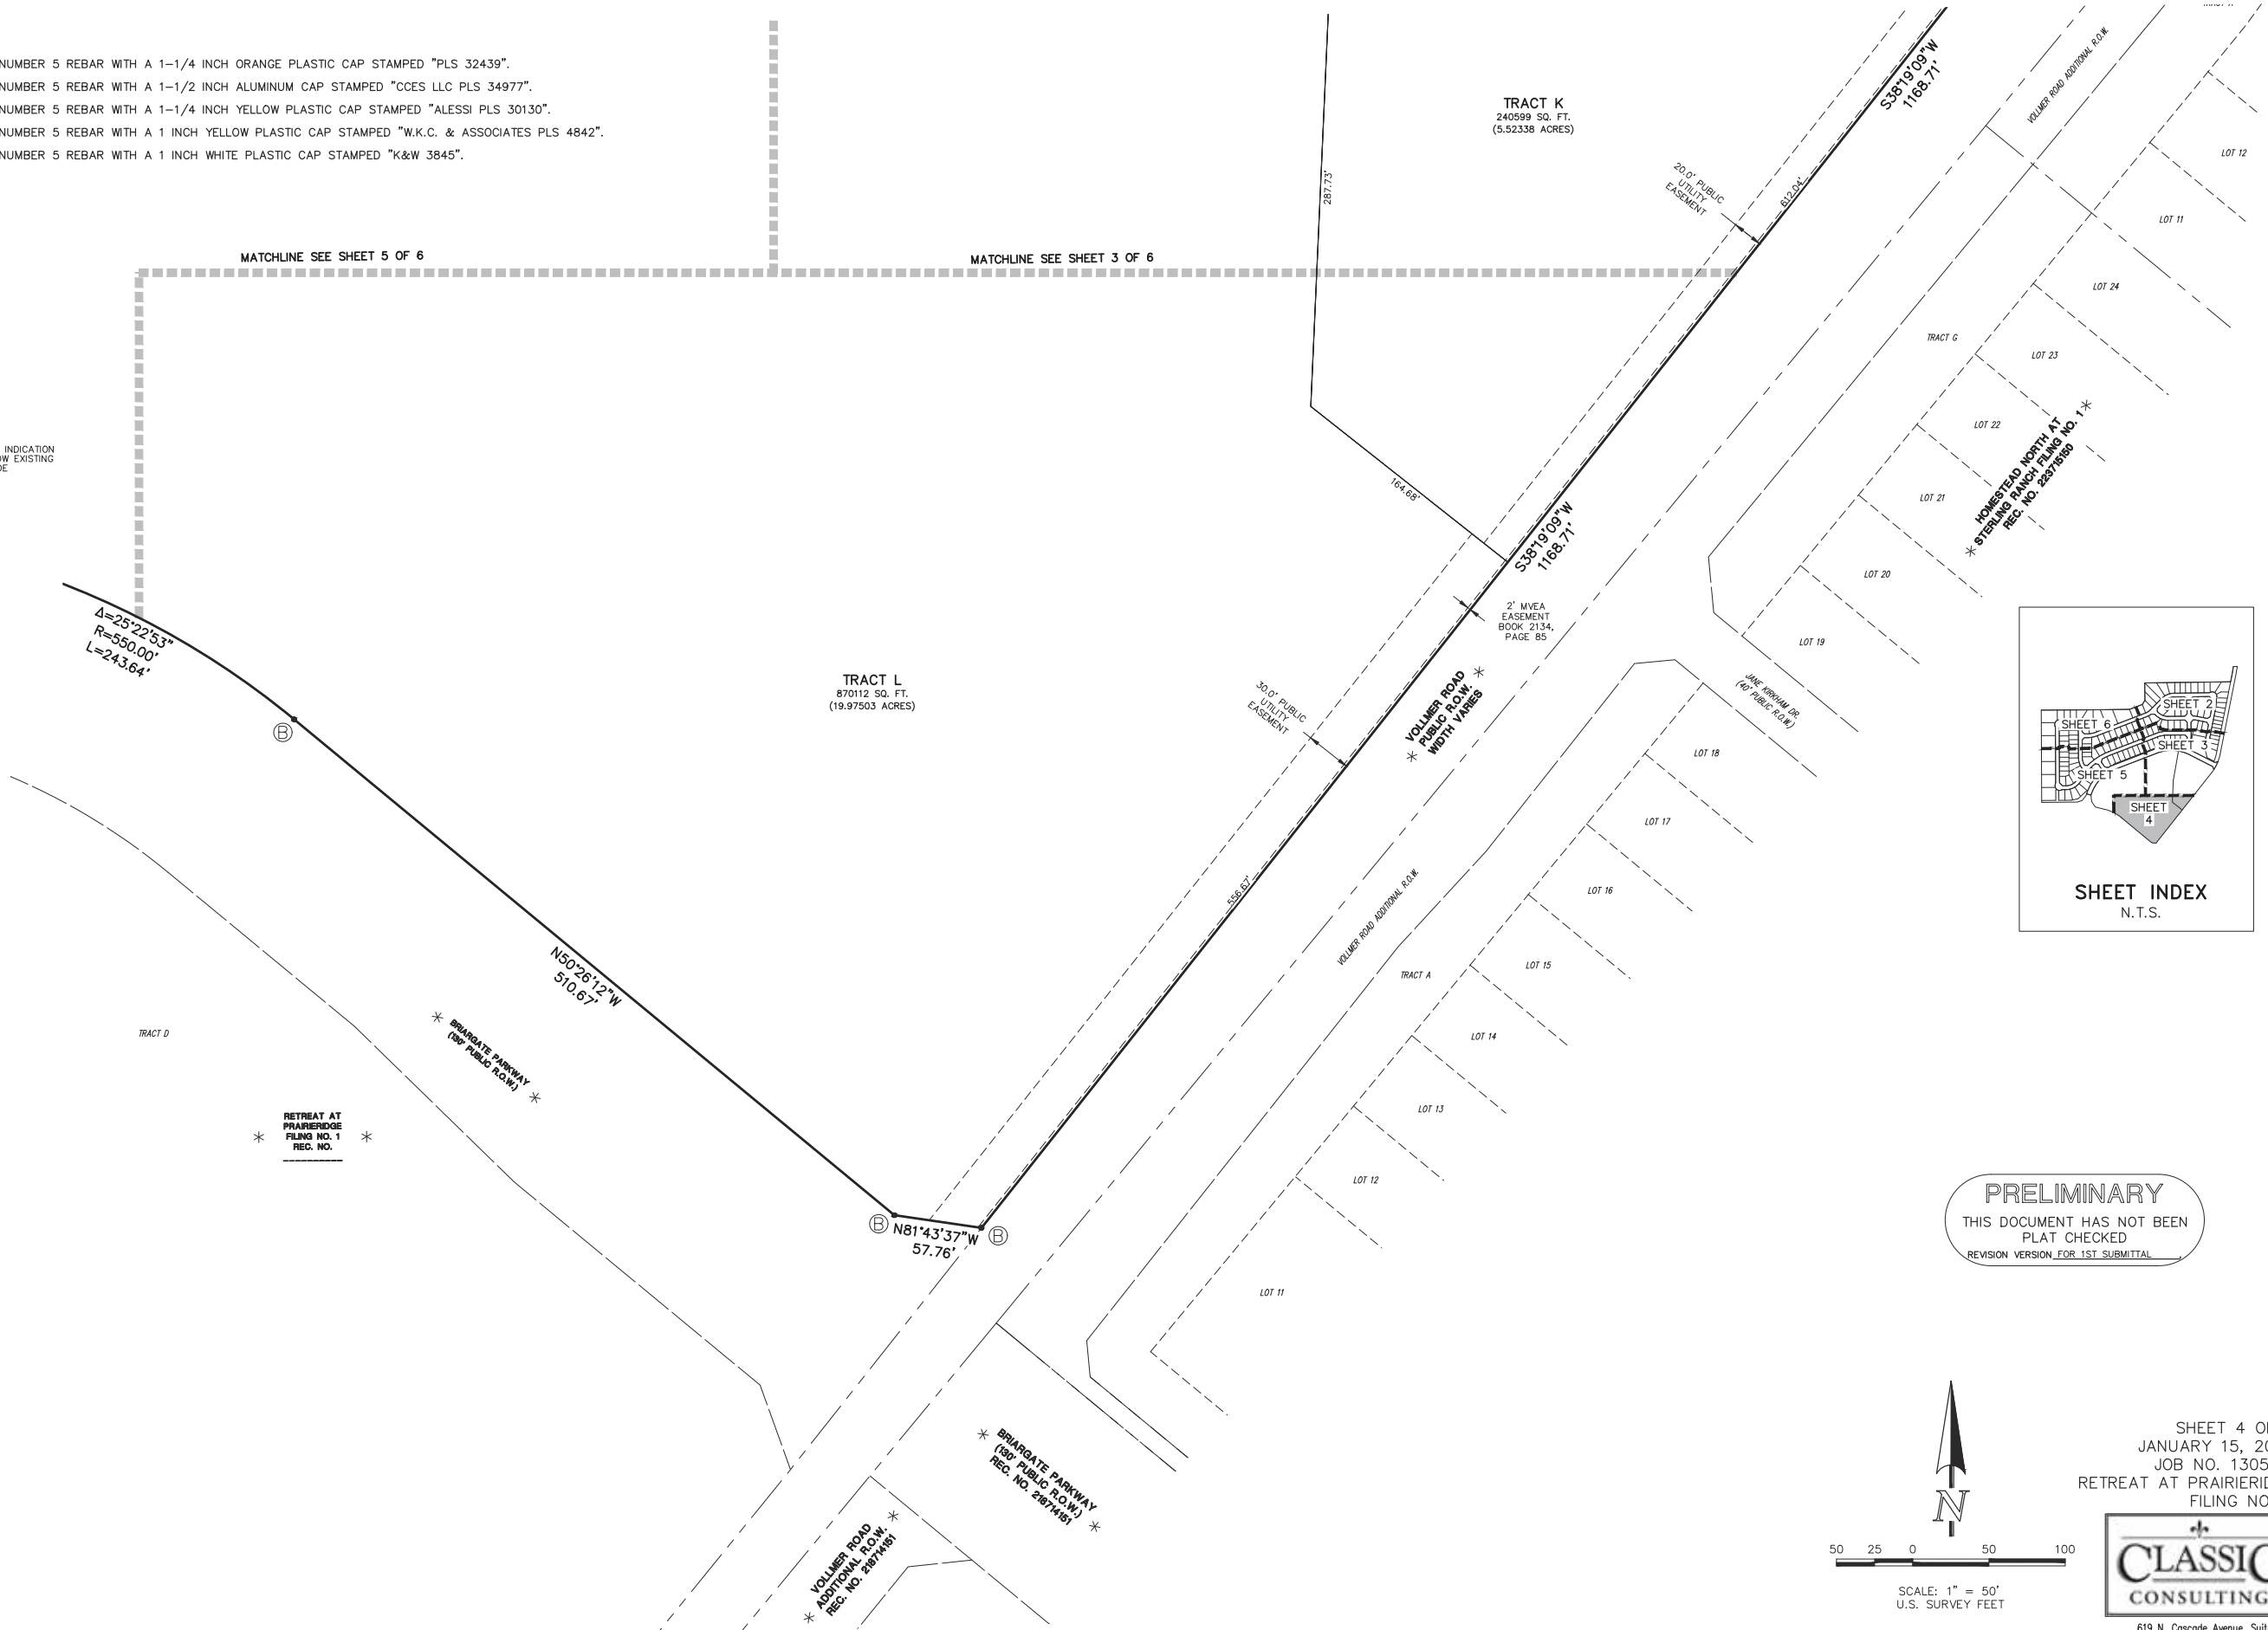 NUMBER 5 REBAR WITH A 1-1/4 INCH ORANGE PLASTIC CAP STAMPED "PLS 32439".
NUMBER 5 REBAR WITH A 1-1/2 INCH ALUMINUM CAP STAMPED "CCES LLC PLS 34977".
NUMBER 5 REBAR WITH A 1-1/4 INCH YELLOW PLASTIC CAP STAMPED "ALESSI PLS 30130".
NUMBER 5 REBAR WITH A 1 INCH YELLOW PLASTIC CAP STAMPED "W.K.C. & ASSOCIATES PLS 4842".
NUMBER 5 REBAR WITH A 1 INCH WHITE PLASTIC CAP STAMPED "K&W 3845".
MATCHLINE SEE SHEET 5 OF 6
MATCHLINE SEE SHEET 3 OF 6
TRACT K
240599 SQ. FT.
(5.52338 ACRES)
287.73'
20.0' PUBLIC
UTILITY
EASEMENT
612.04'
S38°19'09"W
1168.71'
VOLLMER ROAD ADDITIONAL R.O.W.
LOT 12
LOT 11
LOT 24
TRACT G
LOT 23
LOT 22
HOMESTEAD NORTH AT
* STERLING RANCH FILING NO. 1 *
REC. NO. 223715150
LOT 21
LOT 20
LOT 19
INDICATION
EXISTING
164.68'
S38°19'09"W
1168.71'
2' MVEA
EASEMENT
BOOK 2134,
PAGE 85
Δ=25°22'53"
R=550.00'
L=243.64'
B
TRACT L
870112 SQ. FT.
(19.97503 ACRES)
30.0' PUBLIC
UTILITY
EASEMENT
VOLLMER ROAD
* PUBLIC R.O.W. *
WIDTH VARIES
JANE KIRKHAM DR.
(40' PUBLIC R.O.W.)
LOT 18
LOT 17
LOT 16
LOT 15
LOT 14
LOT 13
LOT 12
LOT 11
556.67'
VOLLMER ROAD ADDITIONAL R.O.W.
TRACT A
SHEET 2
SHEET 6
SHEET 3
SHEET 5
SHEET
4
SHEET INDEX
N.T.S.
N50°26'12"W
510.67'
TRACT D
* BRIARGATE PARKWAY
(130' PUBLIC R.O.W.) *
RETREAT AT
PRAIRIERIDGE
* FILING NO. 1 *
REC. NO.
__________
B
N81°43'37"W
57.76'
B
PRELIMINARY
THIS DOCUMENT HAS NOT BEEN
PLAT CHECKED
REVISION VERSION FOR 1ST SUBMITTAL
* BRIARGATE PARKWAY
(130' PUBLIC R.O.W.)
REC. NO. 218714151 *
VOLLMER ROAD
* ADDITIONAL R.O.W. *
REC. NO. 218714151
N
50 25 0 50 100
SCALE: 1" = 50'
U.S. SURVEY FEET
SHEET 4
JANUARY 15, 20
JOB NO. 1305
RETREAT AT PRAIRIERID
FILING NO
CLASSIC
CONSULTING
619 N. Cascade Avenue, Suit